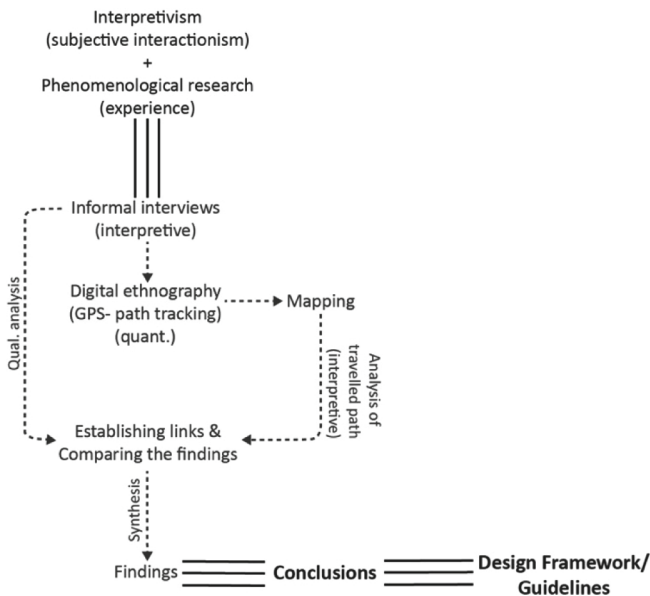 Interpretivism
(subjective interactionism)
+
Phenomenological research
(experience)
Informal interviews
(interpretive)
Qual. analysis
Digital ethnography
(GPS- path tracking)
(quant.)
Mapping
Analysis of
travelled path
(interpretive)
Establishing links &
Comparing the findings
Synthesis
Findings
Conclusions
Design Framework/
Guidelines